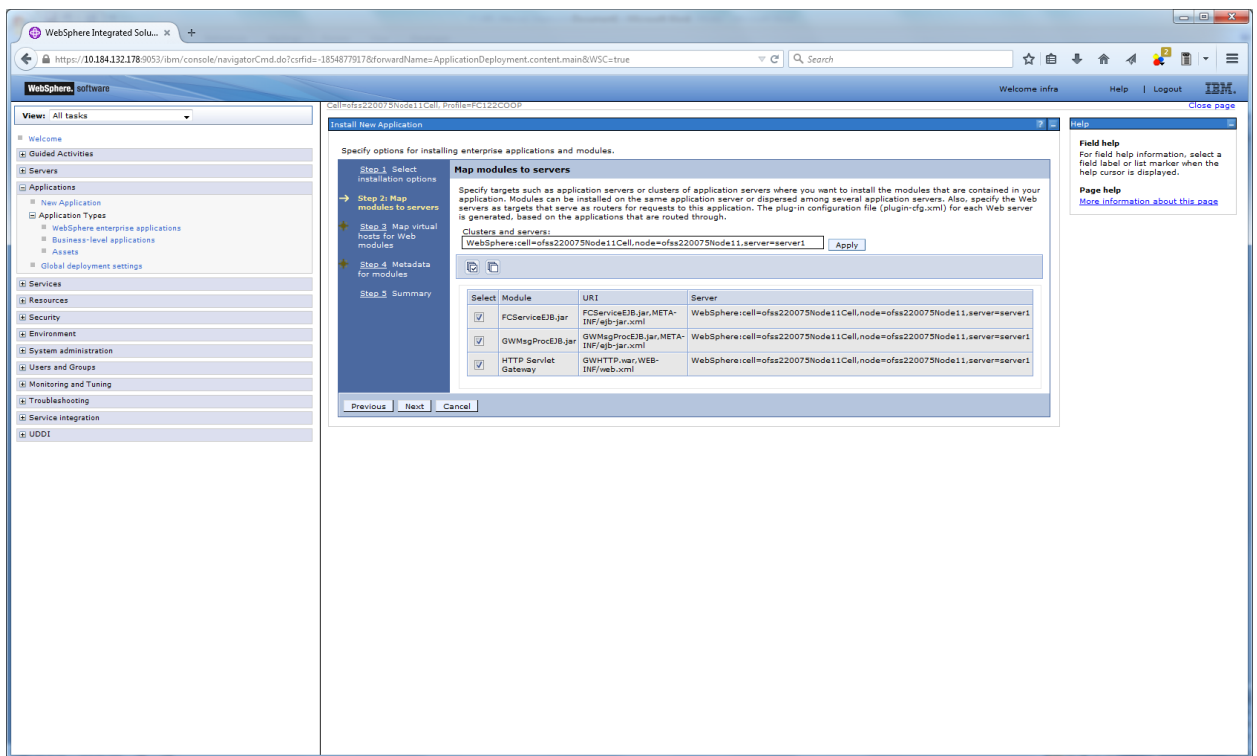 WebSphere Integrated Solu... × +
https://10.184.132.178:9053/ibm/console/navigatorCmd.do?csrfid=-1854877917&forwardName=ApplicationDeployment.content.main&WSC=true
Search
2
WebSphere. software
Welcome infra
Help | Logout
IBM.
View: All tasks
Welcome
Guided Activities
Servers
Applications
New Application
Application Types
WebSphere enterprise applications
Business-level applications
Assets
Global deployment settings
Services
Resources
Security
Environment
System administration
Users and Groups
Monitoring and Tuning
Troubleshooting
Service integration
UDDI
Cell=ofss220075Node11Cell, Profile=FC122COOP
Close page
Install New Application
?
Specify options for installing enterprise applications and modules.
Step 1 Select
installation options
Step 2: Map
modules to servers
Step 3 Map virtual
hosts for Web
modules
Step 4 Metadata
for modules
Step 5 Summary
Map modules to servers
Specify targets such as application servers or clusters of application servers where you want to install the modules that are contained in your
application. Modules can be installed on the same application server or dispersed among several application servers. Also, specify the Web
servers as targets that serve as routers for requests to this application. The plug-in configuration file (plugin-cfg.xml) for each Web server
is generated, based on the applications that are routed through.
Clusters and servers:
WebSphere:cell=ofss220075Node11Cell,node=ofss220075Node11,server=server1
Apply
Select Module URI Server
FCServiceEJB.jar FCServiceEJB.jar,META-
INF/ejb-jar.xml WebSphere:cell=ofss220075Node11Cell,node=ofss220075Node11,server=server1
GWMsgProcEJB.jar GWMsgProcEJB.jar,META-
INF/ejb-jar.xml WebSphere:cell=ofss220075Node11Cell,node=ofss220075Node11,server=server1
HTTP Servlet
Gateway GWHTTP.war,WEB-
INF/web.xml WebSphere:cell=ofss220075Node11Cell,node=ofss220075Node11,server=server1
Previous Next Cancel
Help
Field help
For field help information, select a
field label or list marker when the
help cursor is displayed.
Page help
More information about this page